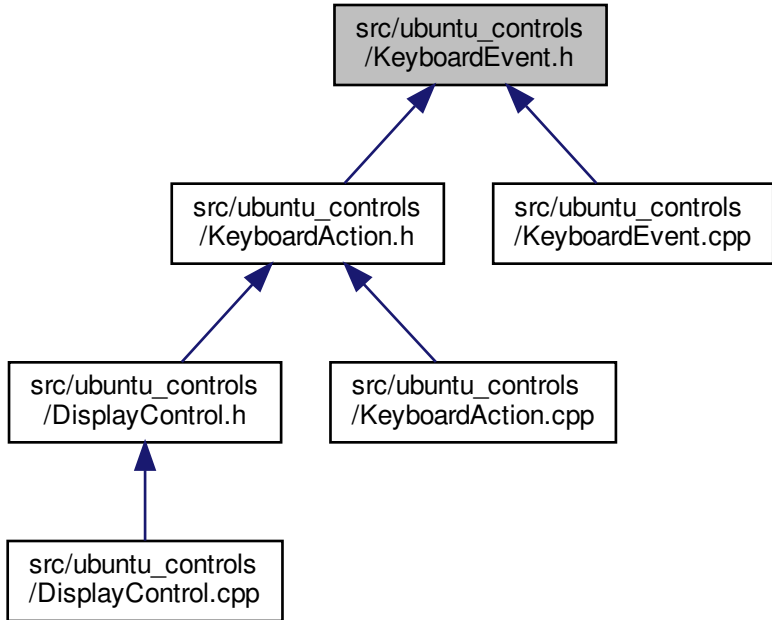 src/ubuntu_controls
/KeyboardEvent.h
src/ubuntu_controls
/KeyboardAction.h
src/ubuntu_controls
/KeyboardEvent.cpp
src/ubuntu_controls
/DisplayControl.h
src/ubuntu_controls
/KeyboardAction.cpp
src/ubuntu_controls
/DisplayControl.cpp